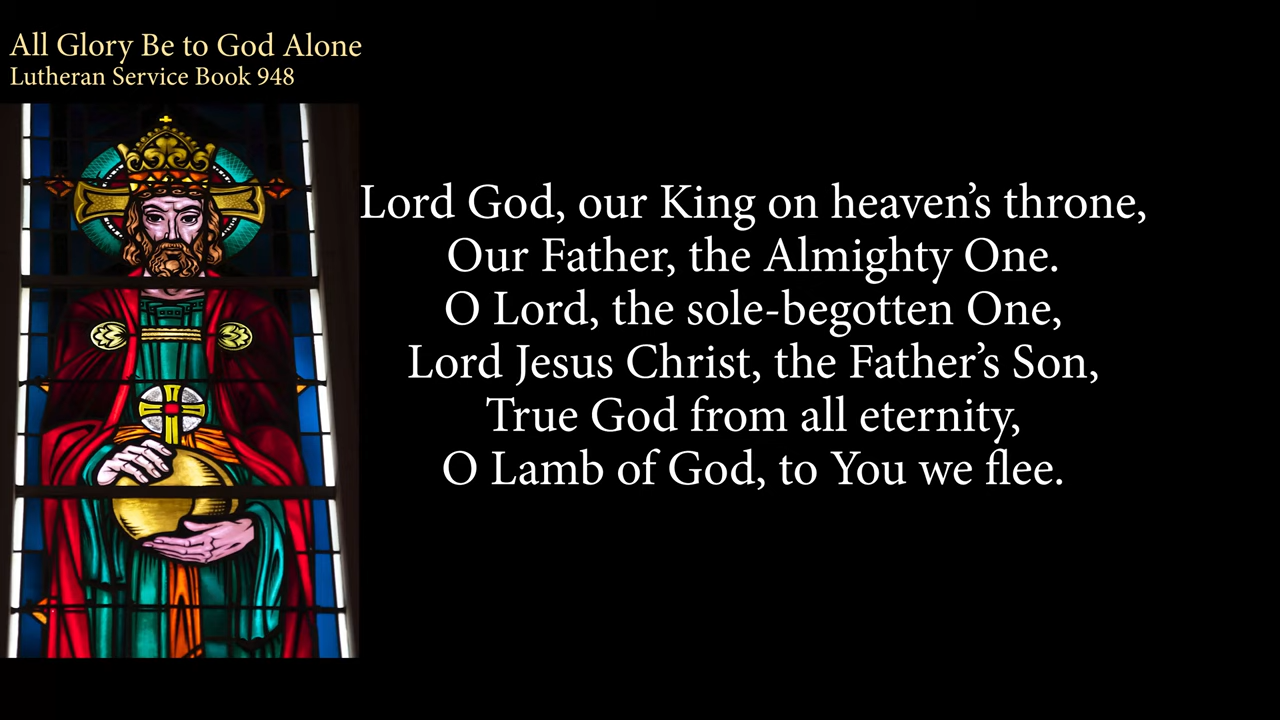 All Glory Be to God Alone
Lutheran Service Book 948
Lord God, our King on heaven’s throne,
Our Father, the Almighty One.
O Lord, the sole-begotten One,
Lord Jesus Christ, the Father’s Son,
True God from all eternity,
O Lamb of God, to You we flee.